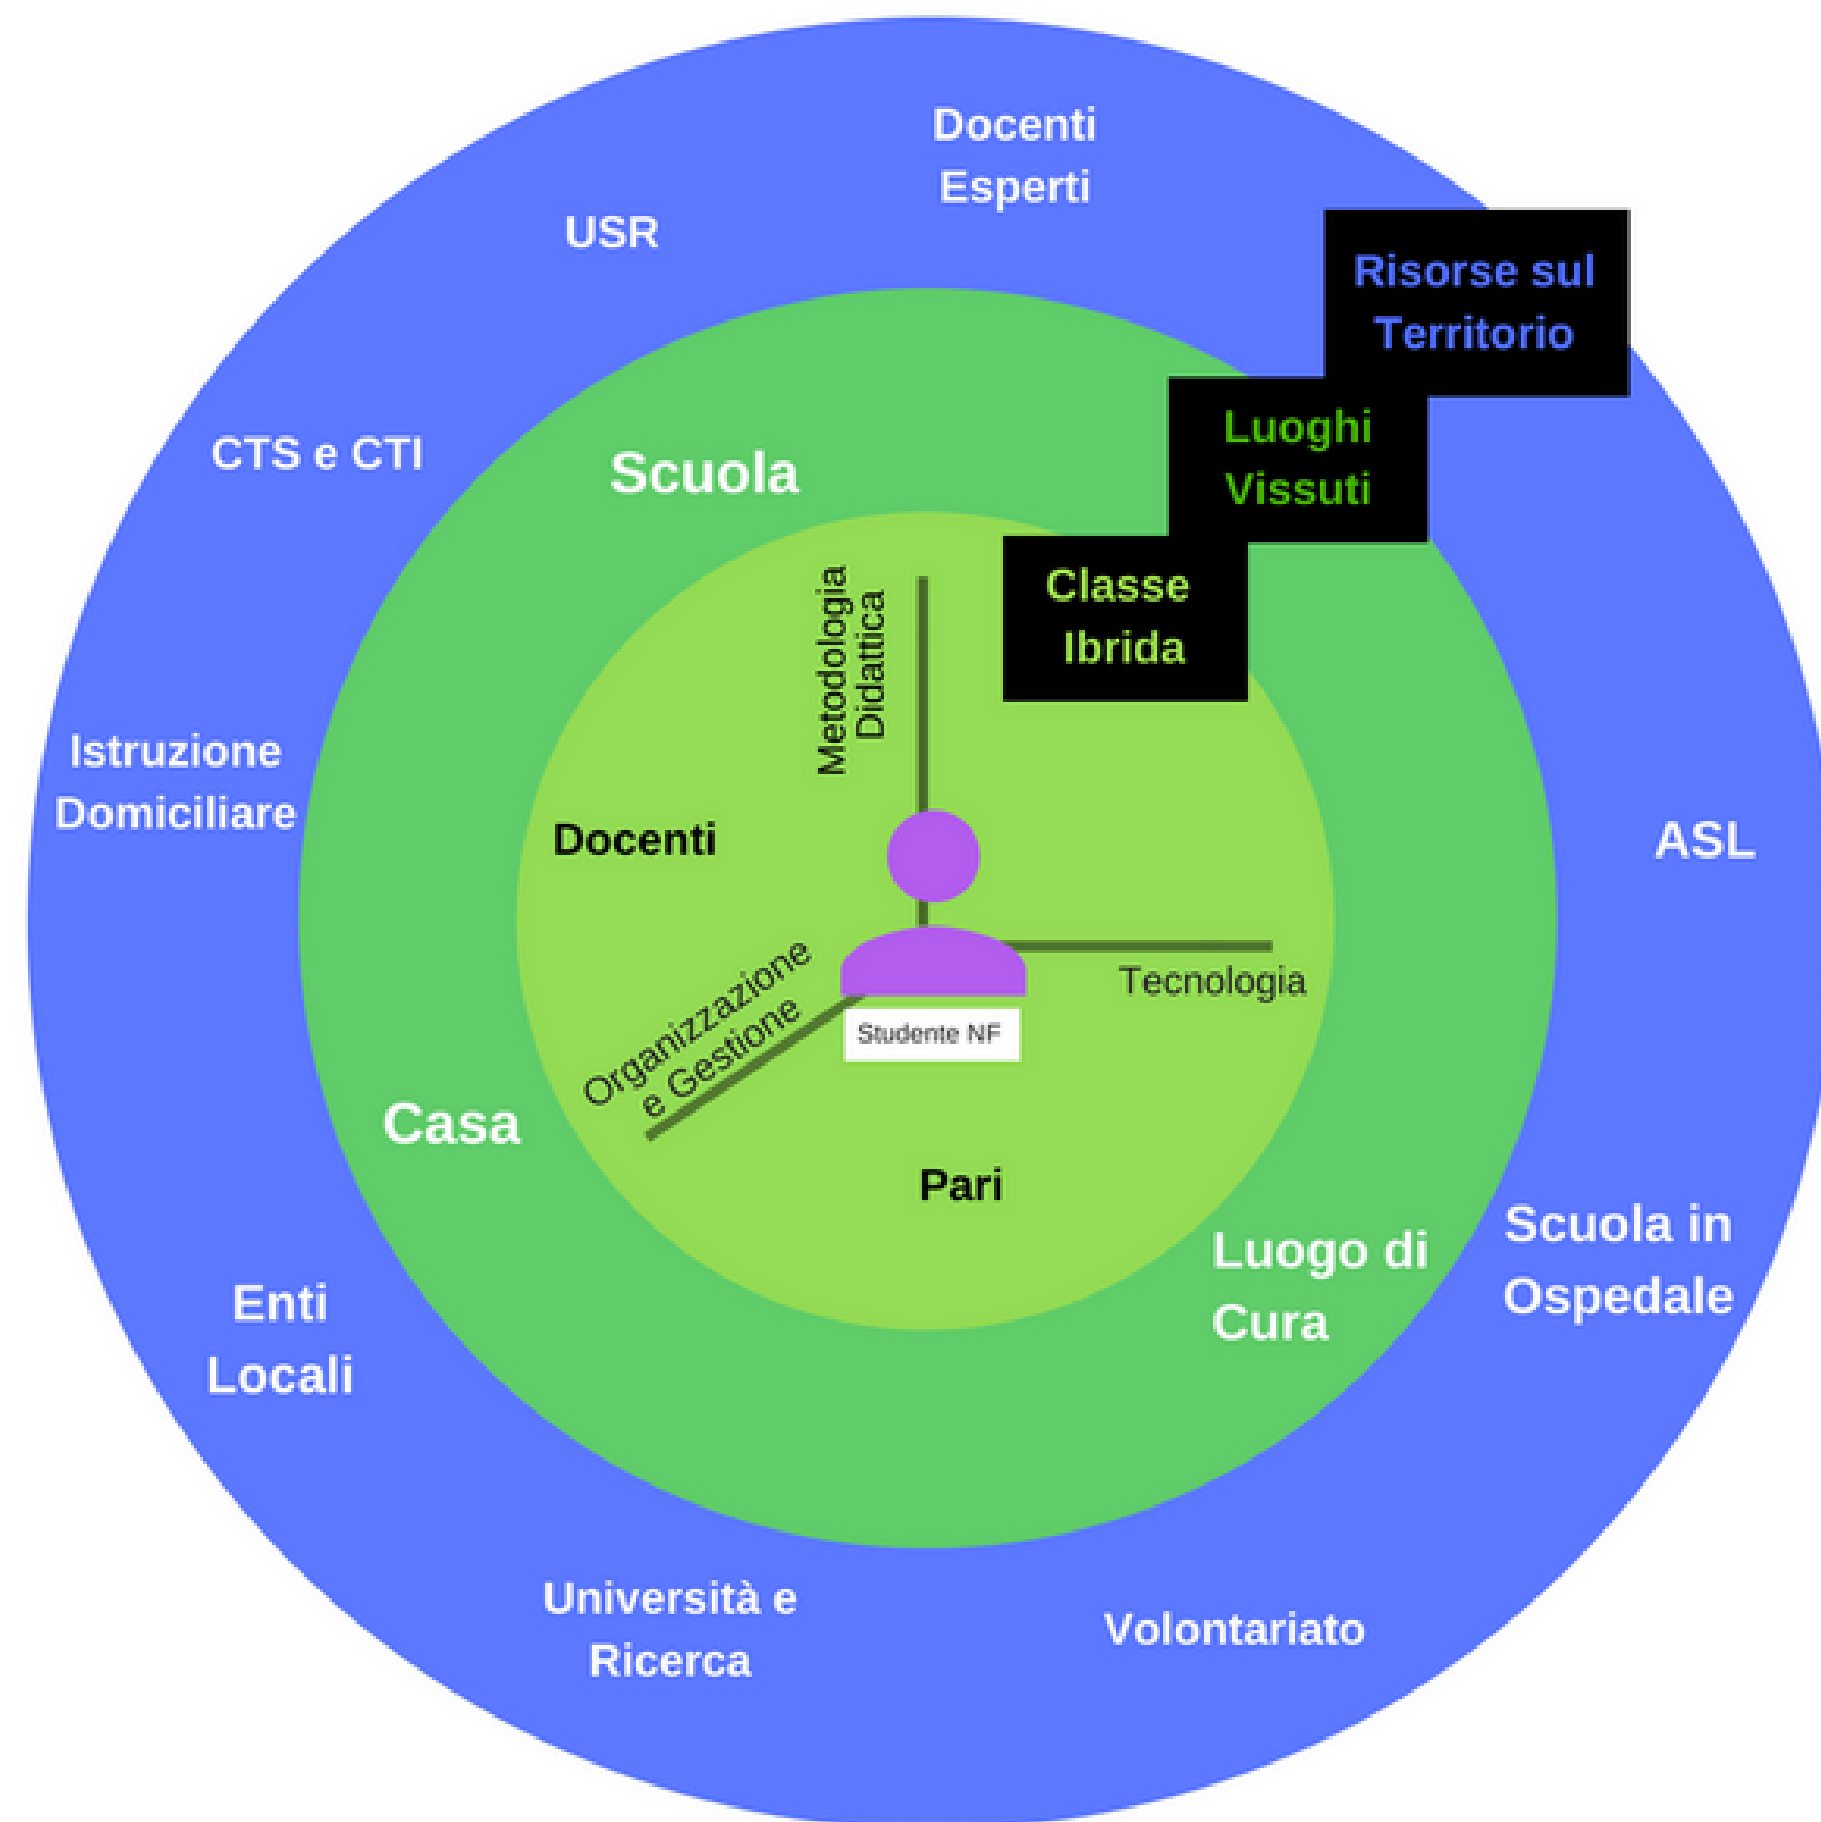 Docenti
Esperti
USR
Risorse sul
Territorio
CTS e CTI
Luoghi
Vissuti
Scuola
Classe
Ibrida
Metodologia
Didattica
Istruzione
Domiciliare
Docenti
ASL
Organizzazione
e Gestione
Tecnologia
Studente NF
Casa
Pari
Luogo di
Cura
Scuola in
Ospedale
Enti
Locali
Università e
Ricerca
Volontariato